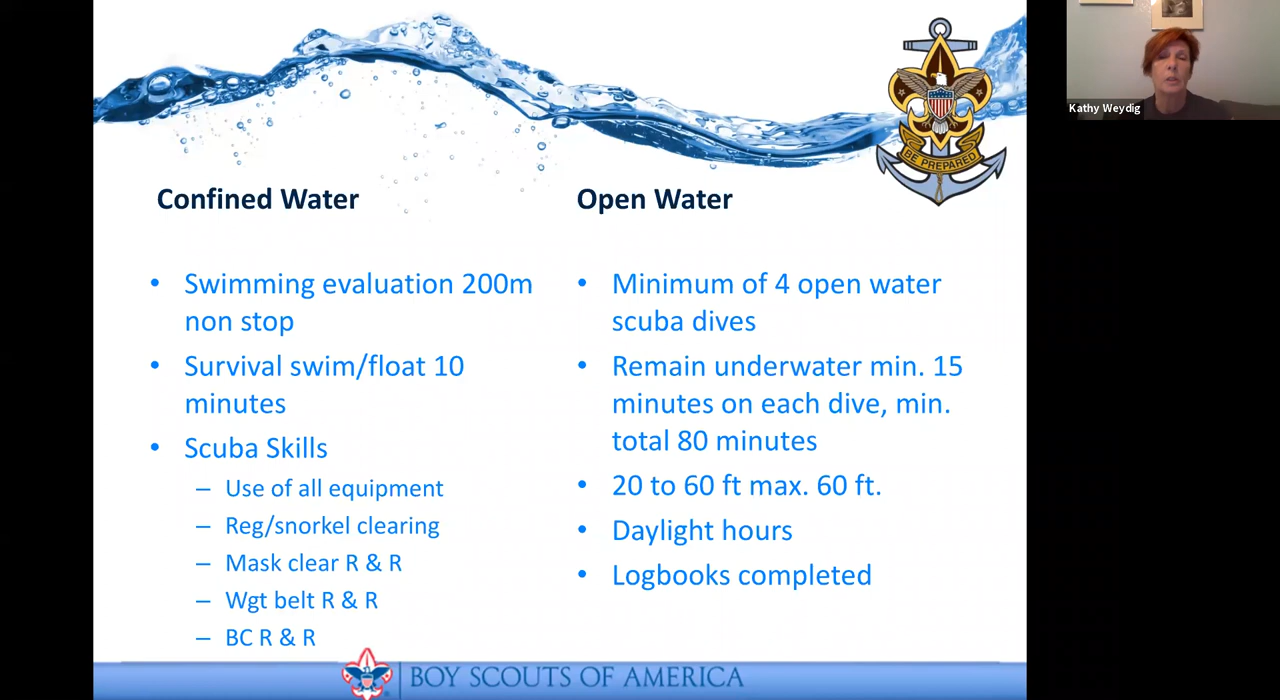 Kathy Weydig
BE PREPARED
Confined Water
• Swimming evaluation 200m
non stop
• Survival swim/float 10
minutes
• Scuba Skills
– Use of all equipment
– Reg/snorkel clearing
– Mask clear R & R
– Wgt belt R & R
– BC R & R
Open Water
• Minimum of 4 open water
scuba dives
• Remain underwater min. 15
minutes on each dive, min.
total 80 minutes
• 20 to 60 ft max. 60 ft.
• Daylight hours
• Logbooks completed
BOY SCOUTS OF AMERICA